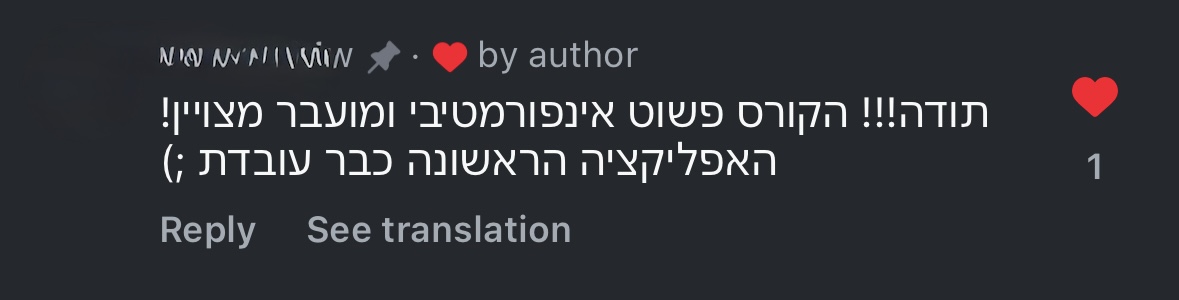 · ❤️ by author
תודה!!! הקורס פשוט אינפורמטיבי ומועבר מצויין!
האפליקציה הראשונה כבר עובדת ;)
1
Reply
See translation